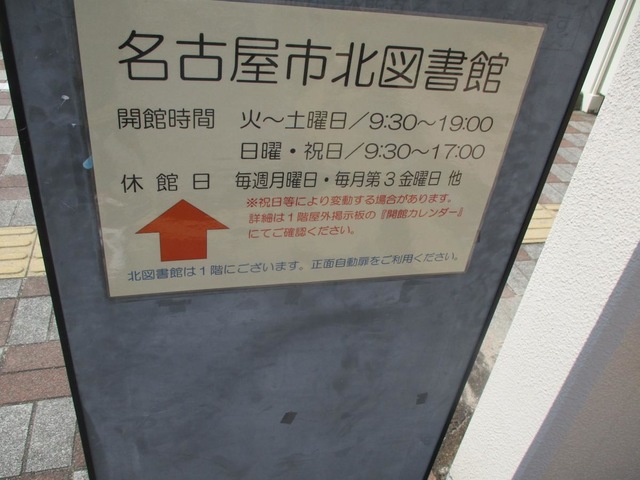 名古屋市北図書館
開館時間 火～土曜日/9:30～19:00
日曜・祝日/9:30～17:00
休館日 毎週月曜日・毎月第3金曜日 他
※祝日等により変動する場合があります。
詳細は1階屋外掲示板の『開館カレンダー』
にてご確認ください。
北図書館は1階にございます。正面自動扉をご利用ください。